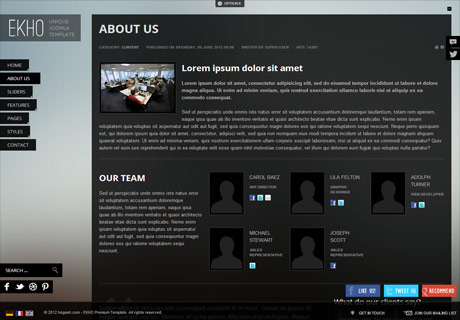 OPTIONS
EKHO UNIQUE
JOOMLA
TEMPLATE
HOME
ABOUT US
SLIDERS
FEATURES
PAGES
STYLES
CONTACT
SEARCH ...
ABOUT US
CATEGORY: CONTENT PUBLISHED ON SATURDAY, 30 JUNE 2012 WRITTEN BY SUPER USER HITS:
Lorem ipsum dolor sit amet
Lorem ipsum dolor sit amet, consectetur adipisicing elit, sed do eiusmod tempor incididunt ut labore et dolore
magna aliqua. Ut enim ad minim veniam, quis nostrud exercitation ullamco laboris nisi ut aliquip ex ea
commodo consequat.
Sed ut perspiciatis unde omnis iste natus error sit voluptatem accusantium doloremque laudantium, totam rem aperiam,
eaque ipsa quae ab illo inventore veritatis et quasi architecto beatae vitae dicta sunt explicabo. Nemo enim ipsam
voluptatem quia voluptas sit aspernatur aut odit aut fugit, sed quia consequuntur magni dolores eos qui ratione voluptatem sequi nesciunt. Neque porro quisquam
est, qui dolorem ipsum quia dolor sit amet, consectetur, adipisci velit, sed quia non numquam eius modi tempora incidunt ut labore et dolore magnam aliquam
quaerat voluptatem. Ut enim ad minima veniam, quis nostrum exercitationem ullam corporis suscipit laboriosam, nisi ut aliquid ex ea commodi consequatur? Quis
autem vel eum iure reprehenderit qui in ea voluptate velit esse quam nihil molestiae consequatur, vel illum qui dolorem eum fugiat quo voluptas nulla pariatur?
OUR TEAM
Sed ut perspiciatis unde omnis iste natus
error sit voluptatem accusantium
doloremque laudantium, totam rem
aperiam, eaque ipsa quae ab illo inventore
veritatis et quasi architecto beatae vitae
dicta sunt explicabo. Nemo enim ipsam
voluptatem quia voluptas sit aspernatur
aut odit aut fugit, sed quia consequuntur
magni dolores eos qui ratione voluptatem
sequi nesciunt.
CAROL BAEZ
ART DIRECTOR
LILA FELTON
GRAPHIC
DESIGNER
ADOLPH
TURNER
WEB DEVELOPER
MICHAEL
STEWART
SALES
REPRESENTATIVE
JOSEPH
SCOTT
SALES
REPRESENTATIVE
What do our clients say?
LIKE US!
TWEET US
RECOMMEND
© 2012 EKHO Premium Template. All rights reserved.
GET IN TOUCH
JOIN OUR MAILING LIST